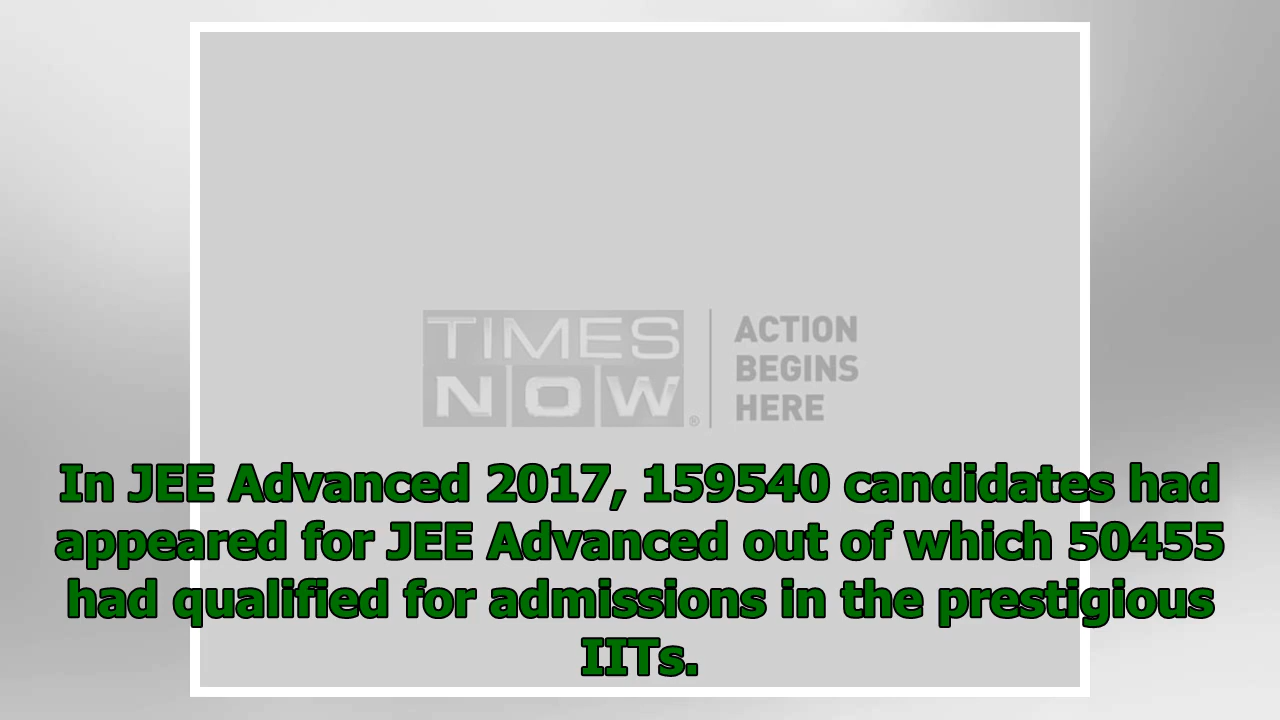 TIMES
NOW®
ACTION
BEGINS
HERE
In JEE Advanced 2017, 159540 candidates had
appeared for JEE Advanced out of which 50455
had qualified for admissions in the prestigious
IITs.